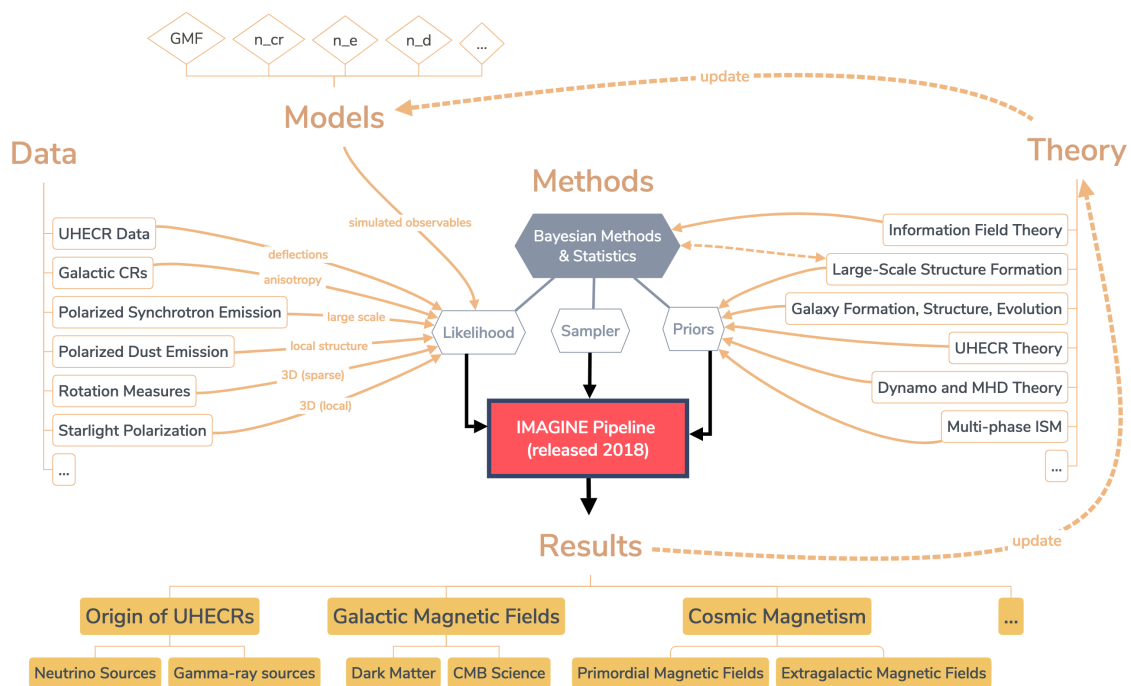 GMF
n_cr
n_e
n_d
...
update
Models
Data
Theory
Methods
simulated observables
UHECR Data
Galactic CRs
Polarized Synchrotron Emission
Polarized Dust Emission
Rotation Measures
Starlight Polarization
...
deflections
anisotropy
large scale
local structure
3D (sparse)
3D (local)
Bayesian Methods
& Statistics
Likelihood
Sampler
Priors
Information Field Theory
Large-Scale Structure Formation
Galaxy Formation, Structure, Evolution
UHECR Theory
Dynamo and MHD Theory
Multi-phase ISM
...
IMAGINE Pipeline
(released 2018)
Results
update
Origin of UHECRs
Galactic Magnetic Fields
Cosmic Magnetism
...
Neutrino Sources
Gamma-ray sources
Dark Matter
CMB Science
Primordial Magnetic Fields
Extragalactic Magnetic Fields